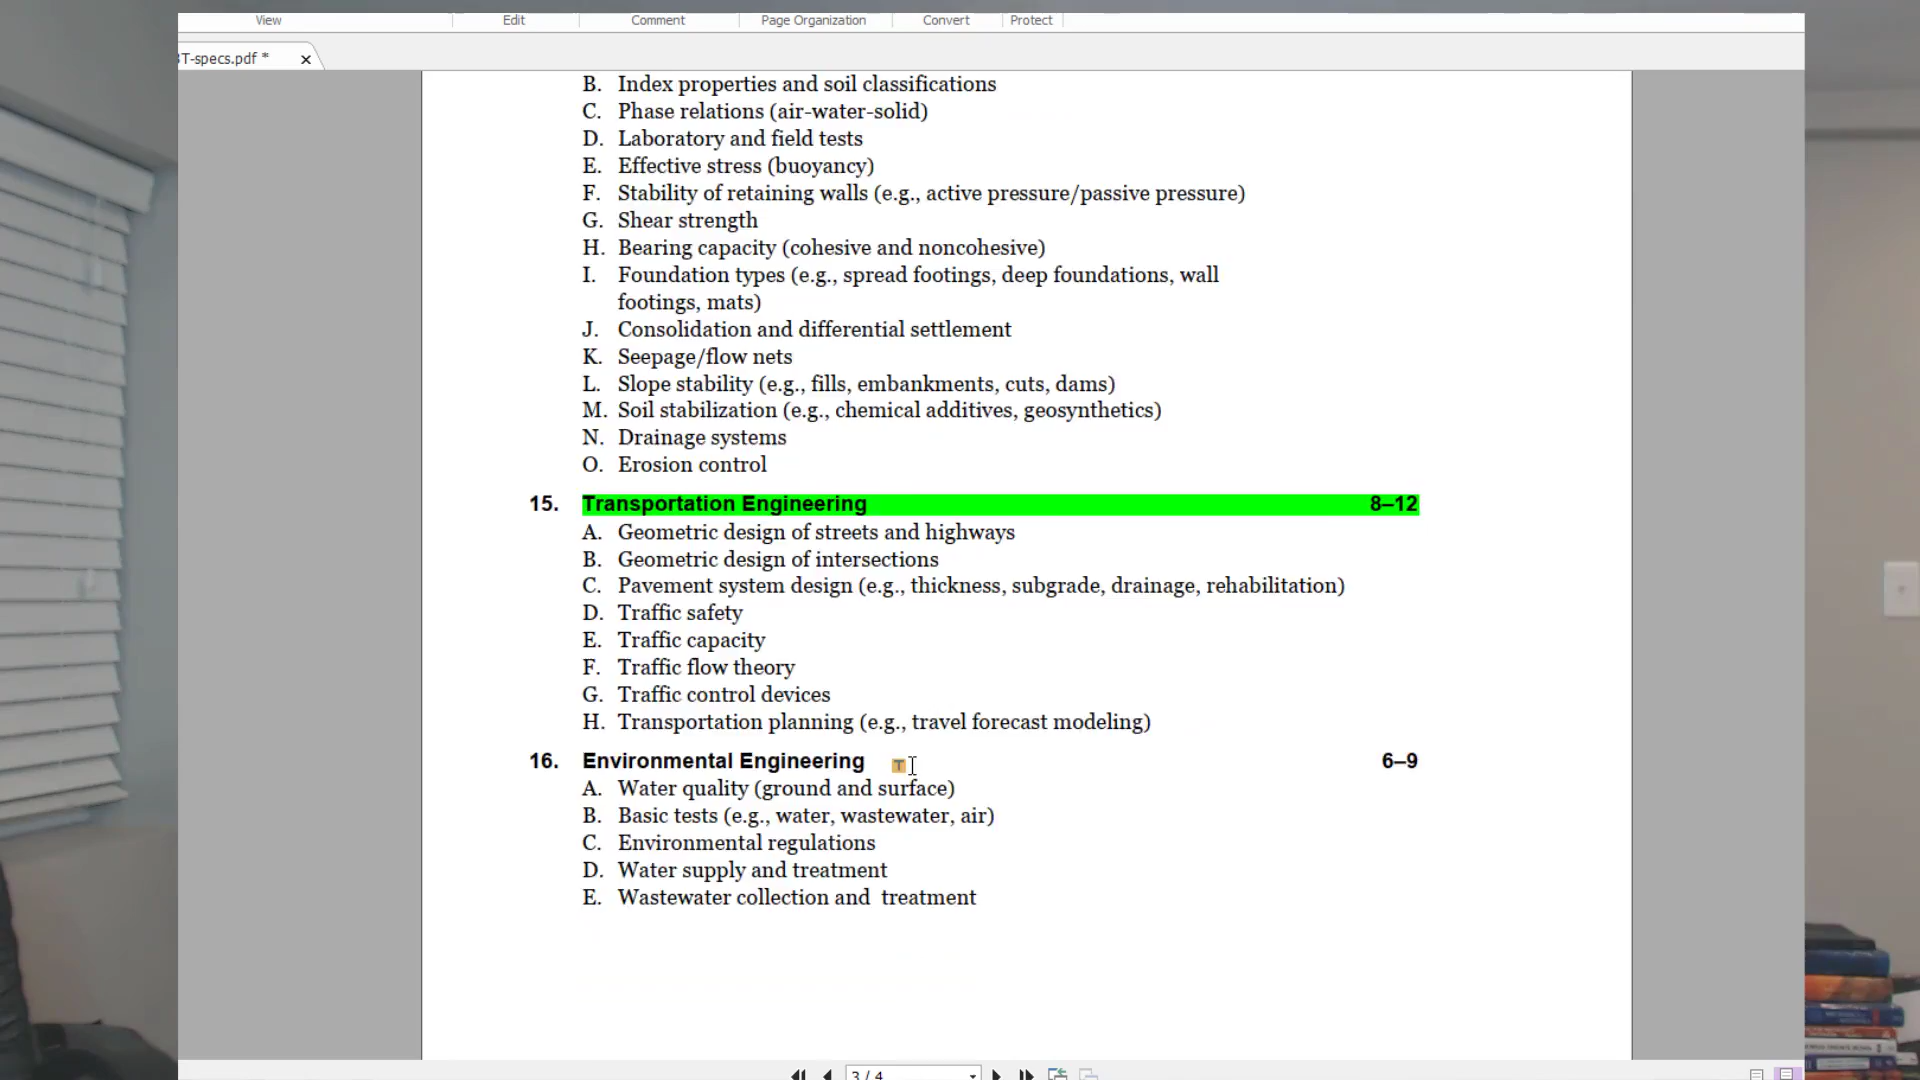 View Edit Comment Page Organization Convert Protect
T-specs.pdf *
B. Index properties and soil classifications
C. Phase relations (air-water-solid)
D. Laboratory and field tests
E. Effective stress (buoyancy)
F. Stability of retaining walls (e.g., active pressure/passive pressure)
G. Shear strength
H. Bearing capacity (cohesive and noncohesive)
I. Foundation types (e.g., spread footings, deep foundations, wall
footings, mats)
J. Consolidation and differential settlement
K. Seepage/flow nets
L. Slope stability (e.g., fills, embankments, cuts, dams)
M. Soil stabilization (e.g., chemical additives, geosynthetics)
N. Drainage systems
O. Erosion control
15. Transportation Engineering 8–12
A. Geometric design of streets and highways
B. Geometric design of intersections
C. Pavement system design (e.g., thickness, subgrade, drainage, rehabilitation)
D. Traffic safety
E. Traffic capacity
F. Traffic flow theory
G. Traffic control devices
H. Transportation planning (e.g., travel forecast modeling)
16. Environmental Engineering T 6–9
A. Water quality (ground and surface)
B. Basic tests (e.g., water, wastewater, air)
C. Environmental regulations
D. Water supply and treatment
E. Wastewater collection and treatment
3 / 4